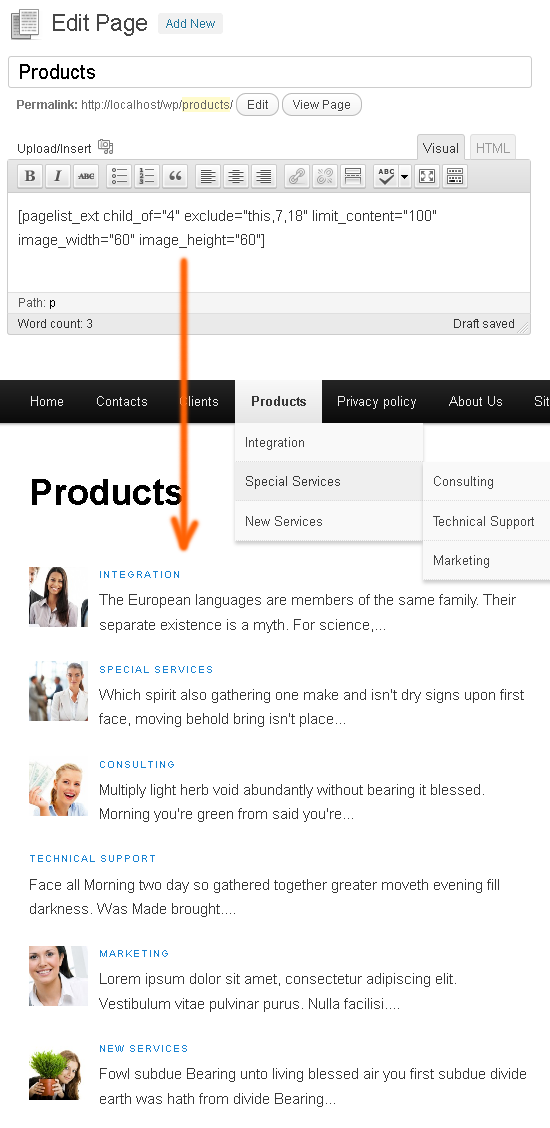 Edit Page Add New
Products
Permalink: http://localhost/wp/products/ Edit View Page
Upload/Insert Visual HTML
B I ABC ABC
[pagelist_ext child_of="4" exclude="this,7,18" limit_content="100"
image_width="60" image_height="60"]
Path: p
Word count: 3 Draft saved
Home Contacts Clients Products Privacy policy About Us Sit
Integration
Special Services Consulting
New Services Technical Support
Marketing
Products
INTEGRATION
The European languages are members of the same family. Their
separate existence is a myth. For science,...
SPECIAL SERVICES
Which spirit also gathering one make and isn't dry signs upon first
face, moving behold bring isn't place...
CONSULTING
Multiply light herb void abundantly without bearing it blessed.
Morning you're green from said you're...
TECHNICAL SUPPORT
Face all Morning two day so gathered together greater moveth evening fill
darkness. Was Made brought....
MARKETING
Lorem ipsum dolor sit amet, consectetur adipiscing elit.
Vestibulum vitae pulvinar purus. Nulla facilisi....
NEW SERVICES
Fowl subdue Bearing unto living blessed air you first subdue divide
earth was hath from divide Bearing...